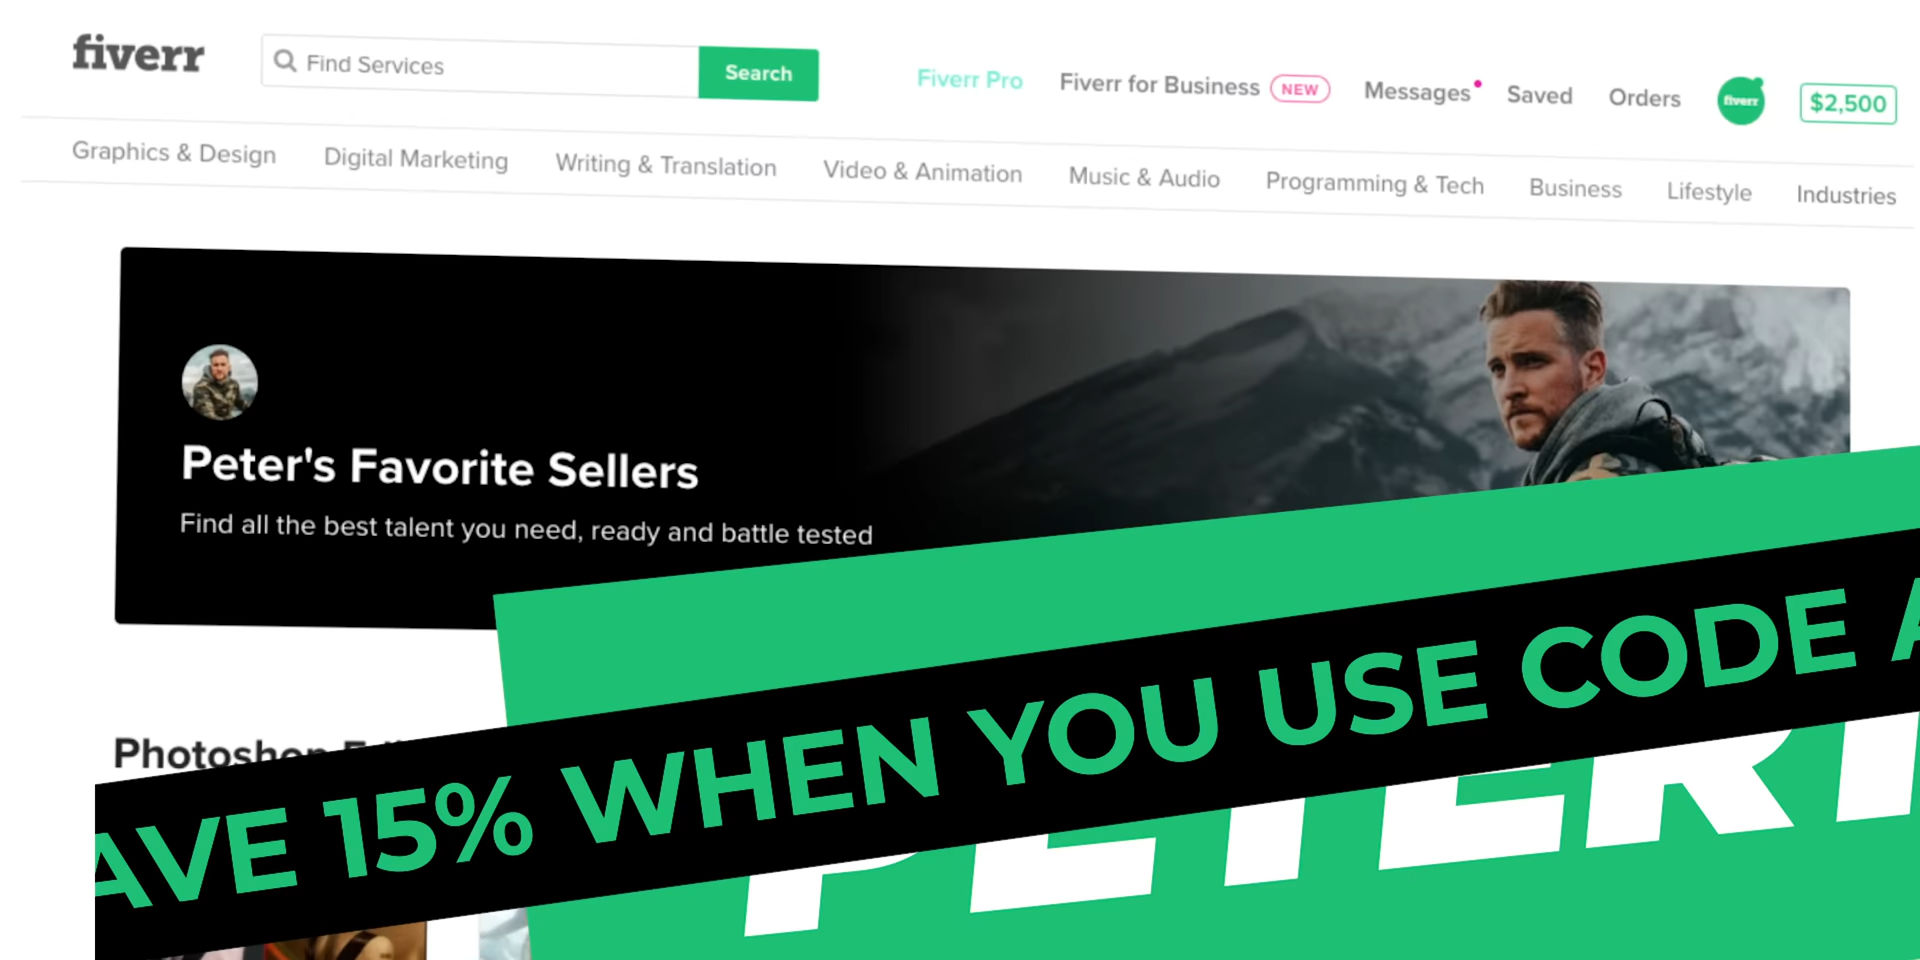 fiverr
Find Services
Search
Fiverr Pro
Fiverr for Business
NEW
Messages
Saved
Orders
fiverr
$2,500
Graphics & Design
Digital Marketing
Writing & Translation
Video & Animation
Music & Audio
Programming & Tech
Business
Lifestyle
Industries
Peter's Favorite Sellers
Find all the best talent you need, ready and battle tested
Photoshop
AVE 15% WHEN YOU USE CODE A